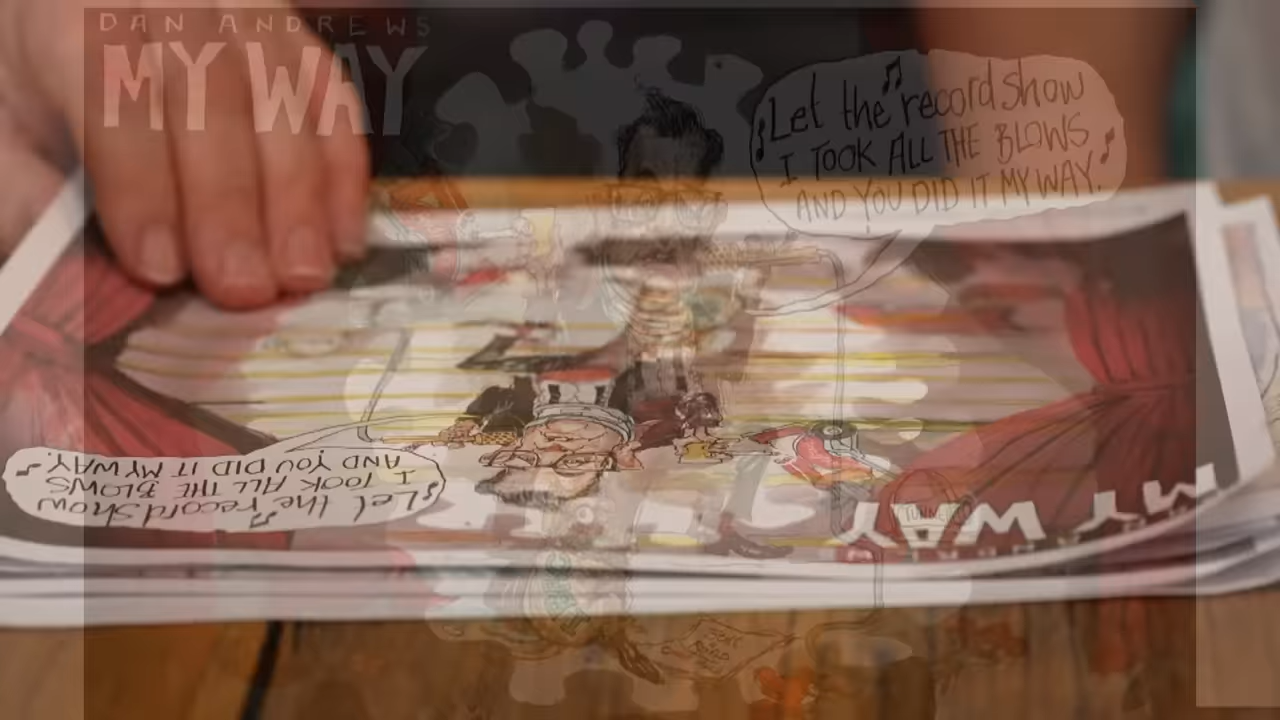 DAN ANDREWS
MY WAY
Let the record show
I TOOK ALL THE BLOWS
AND YOU DID IT MY WAY.
Let the record show
I TOOK ALL THE BLOWS
AND YOU DID IT MY WAY.
MY WAY